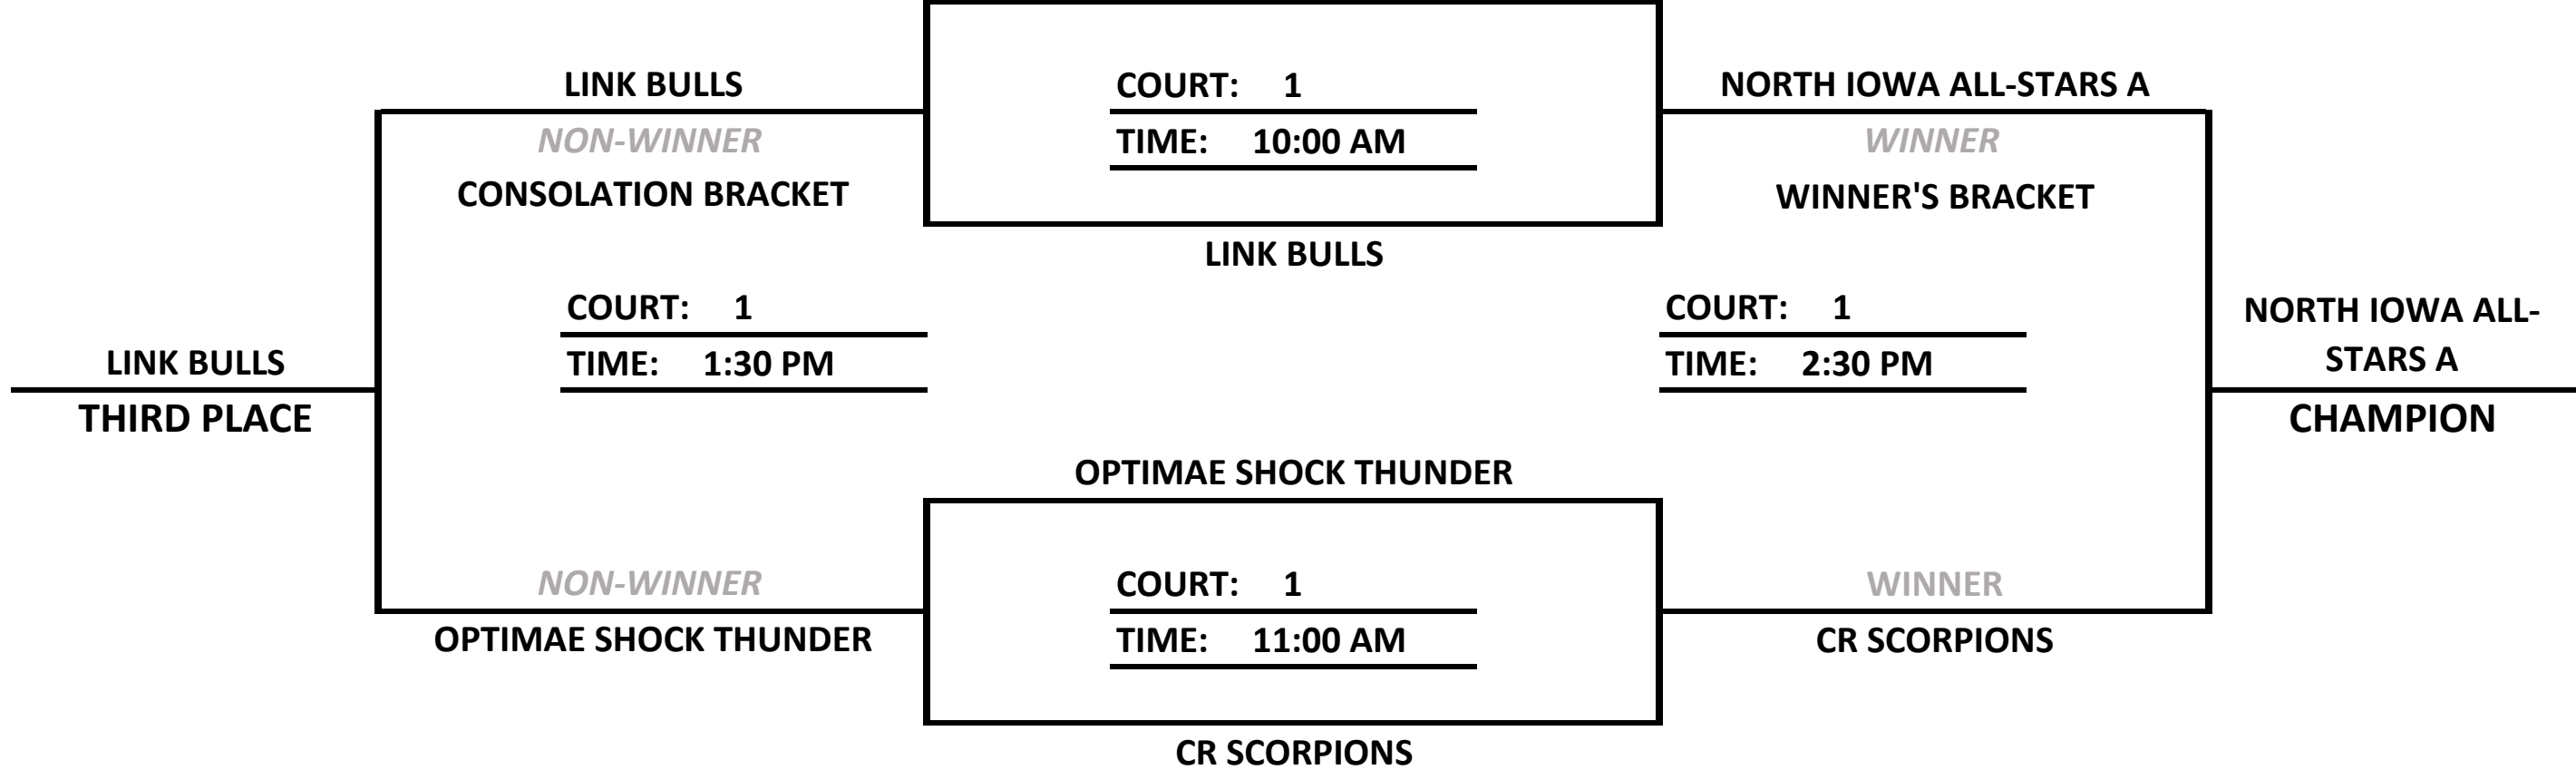 LINK BULLS
COURT: 1
NORTH IOWA ALL-STARS A
NON-WINNER
TIME: 10:00 AM
WINNER
CONSOLATION BRACKET
WINNER'S BRACKET
LINK BULLS
COURT: 1
COURT: 1
NORTH IOWA ALL-
LINK BULLS
TIME: 1:30 PM
TIME: 2:30 PM
STARS A
THIRD PLACE
CHAMPION
OPTIMAE SHOCK THUNDER
NON-WINNER
COURT: 1
WINNER
OPTIMAE SHOCK THUNDER
TIME: 11:00 AM
CR SCORPIONS
CR SCORPIONS